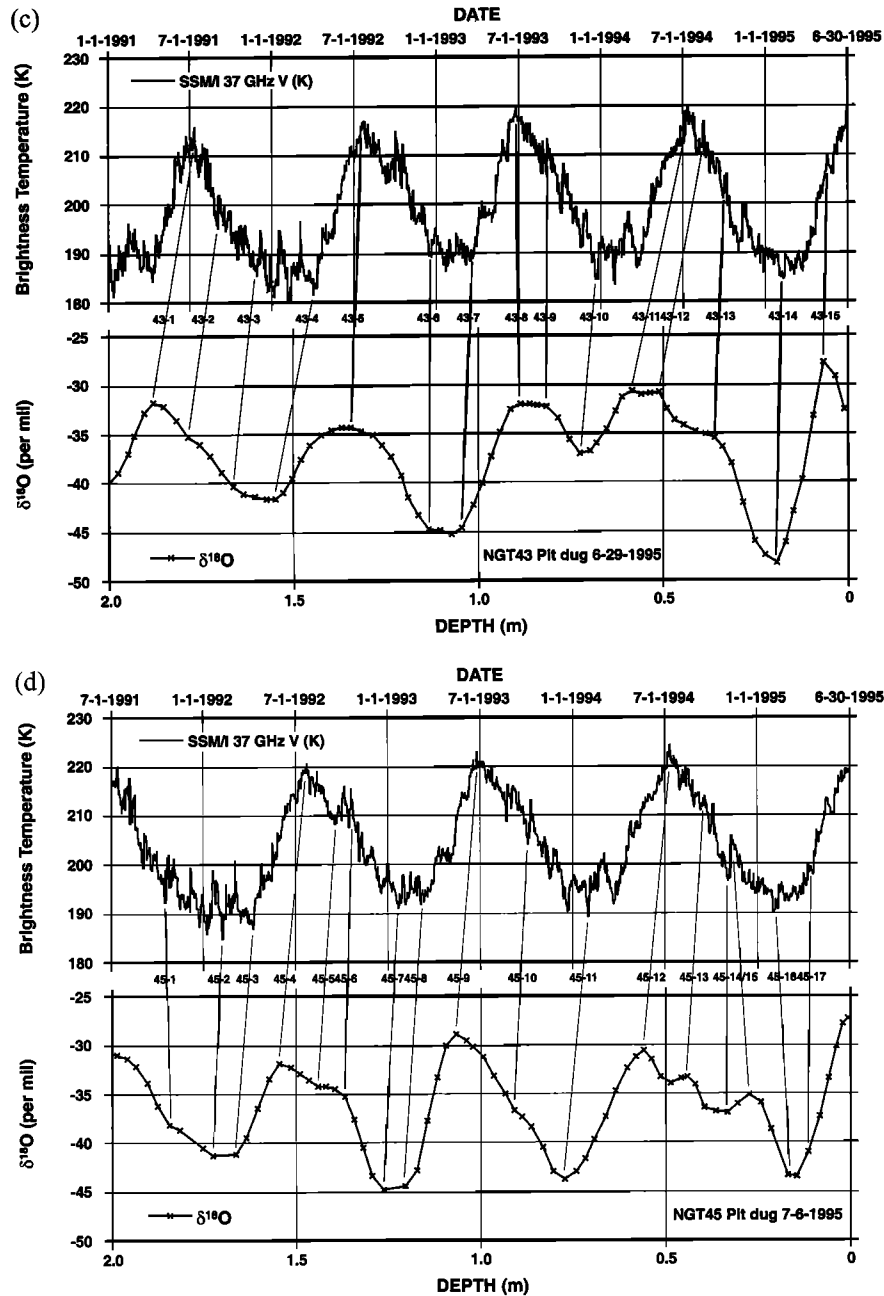 (c)
DATE
1-1-1991 7-1-1991 1-1-1992 7-1-1992 1-1-1993 7-1-1993 1-1-1994 7-1-1994 1-1-1995 6-30-1995
Brightness Temperature (K)
230
220
210
200
190
180
SSM/I 37 GHz V (K)
43-1 43-2 43-3 43-4 43-5 43-6 43-7 43-8 43-9 43-10 43-11 43-12 43-13 43-14 43-15
δ18O (per mil)
-25
-30
-35
-40
-45
-50
δ18O
NGT43 Pit dug 6-29-1995
2.0 1.5 1.0 0.5 0
DEPTH (m)
(d)
DATE
7-1-1991 1-1-1992 7-1-1992 1-1-1993 7-1-1993 1-1-1994 7-1-1994 1-1-1995 6-30-1995
Brightness Temperature (K)
230
220
210
200
190
180
SSM/I 37 GHz V (K)
45-1 45-2 45-3 45-4 45-5 45-6 45-7 45-8 45-9 45-10 45-11 45-12 45-13 45-14/15 45-16 45-17
δ18O (per mil)
-25
-30
-35
-40
-45
-50
δ18O
NGT45 Pit dug 7-6-1995
2.0 1.5 1.0 0.5 0
DEPTH (m)